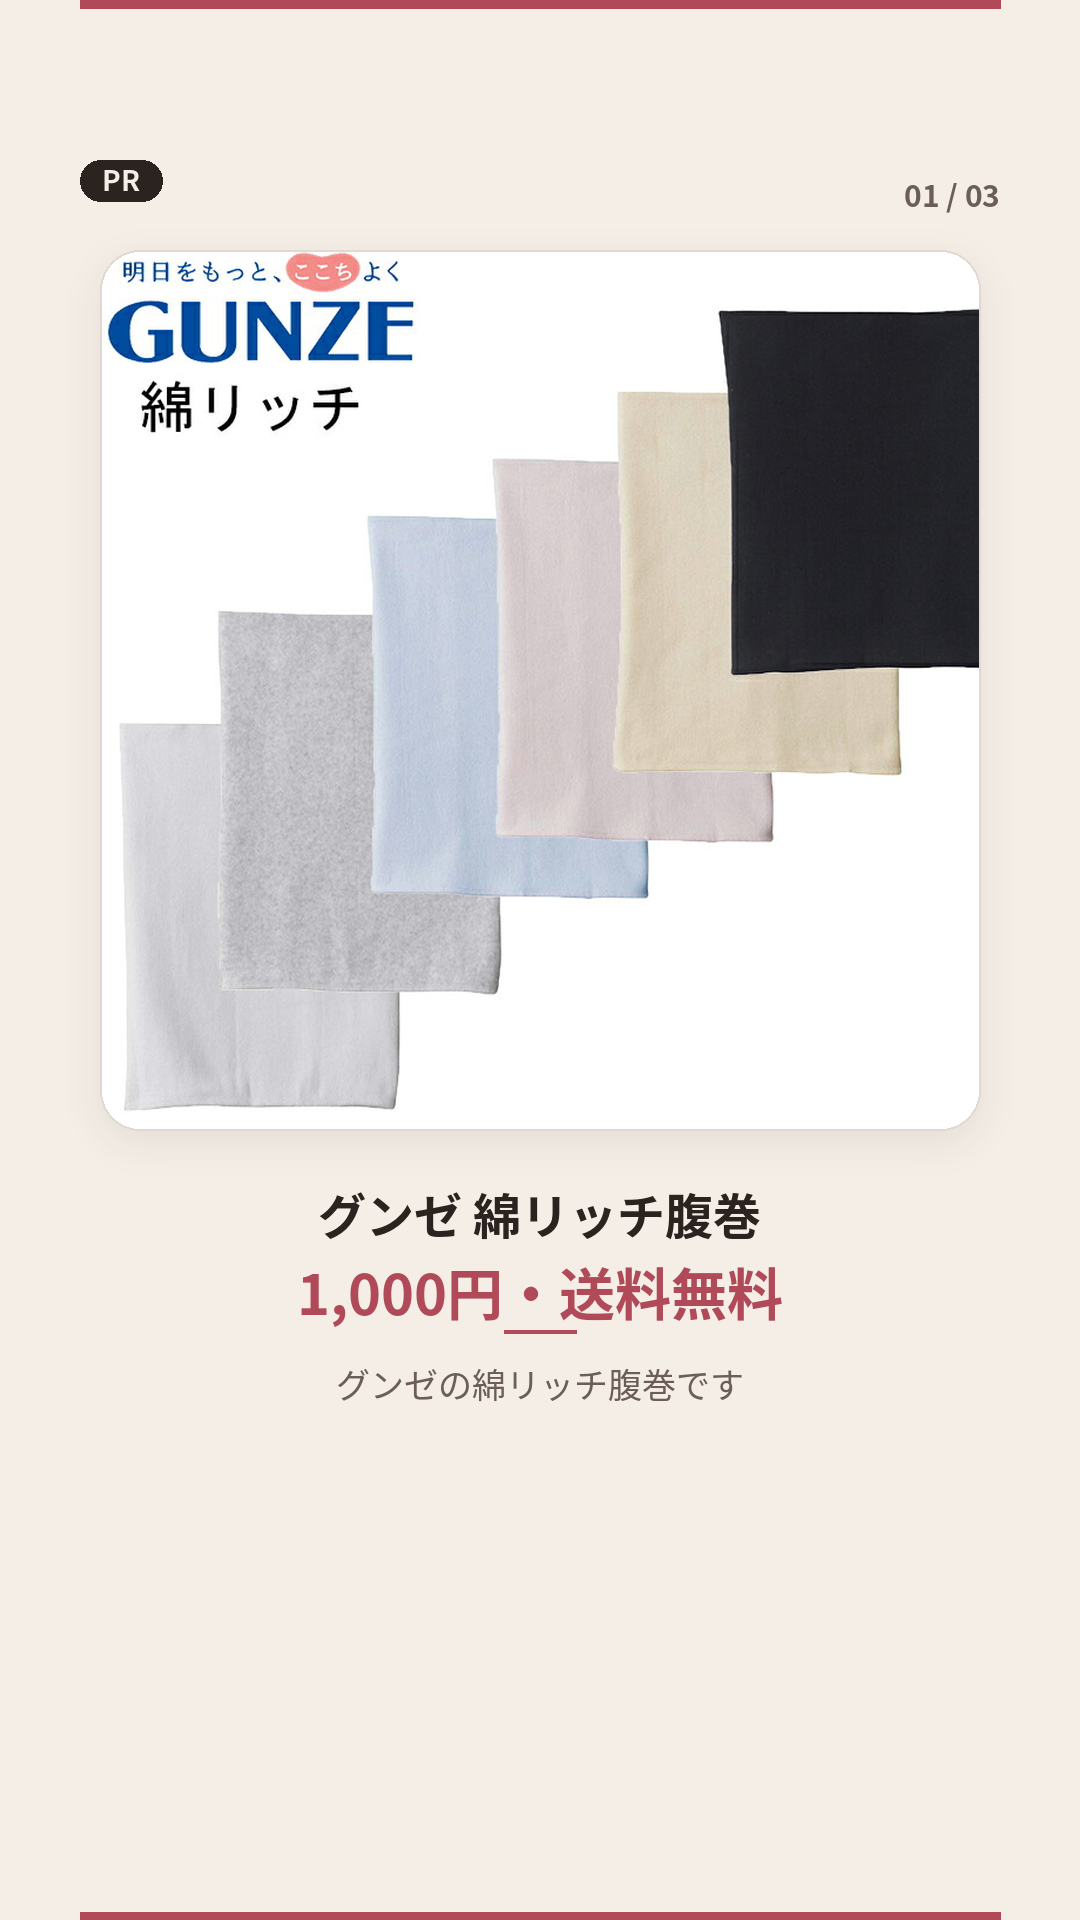 PR
01 / 03
明日をもっと、ここちよく
GUNZE
綿リッチ
グンゼ 綿リッチ腹巻
1,000円・送料無料
グンゼの綿リッチ腹巻です